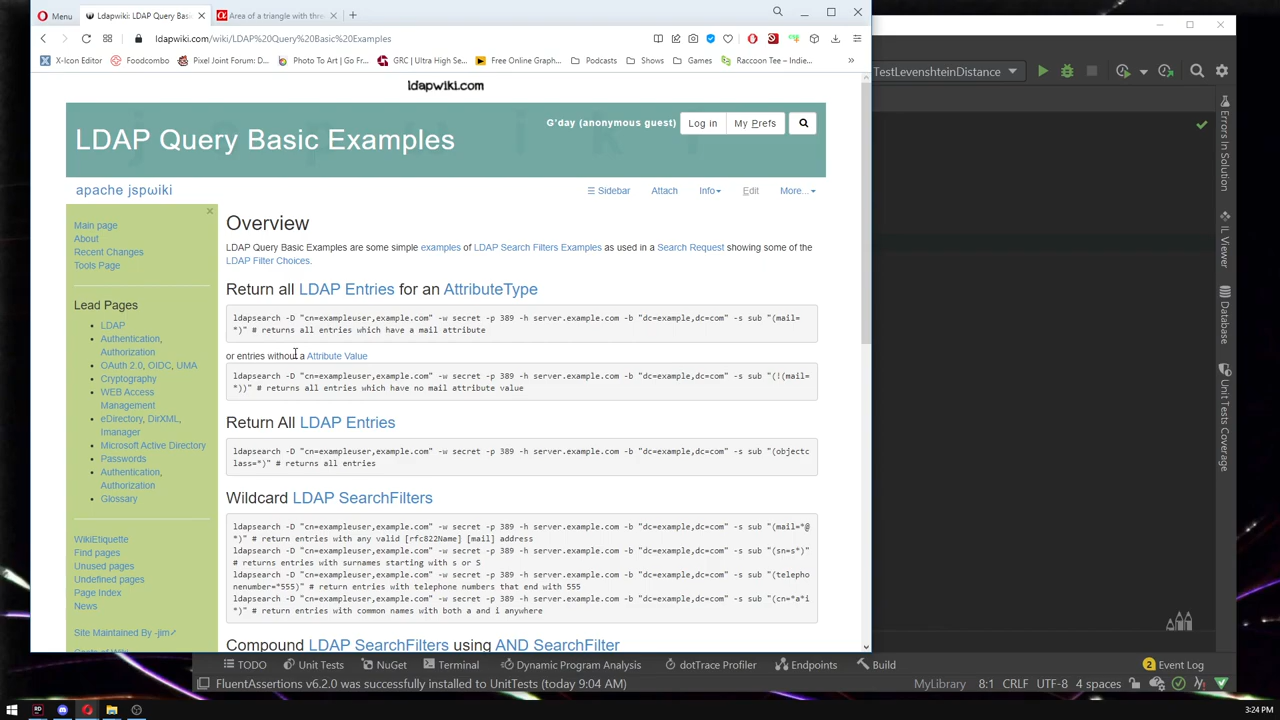 Menu
Ldapwiki: LDAP Query Basic
Area of a triangle with thre
ldapwiki.com/wiki/LDAP%20Query%20Basic%20Examples
X-Icon Editor
Foodcombo
Pixel Joint Forum: D...
Photo To Art | Go Fr...
GRC | Ultra High Se...
Free Online Graph...
Podcasts
Shows
Games
Raccoon Tee – Indie...
»
ldapwiki.com
LDAP Query Basic Examples
G'day (anonymous guest)
Log in
My Prefs
apache jspωiki
Sidebar
Attach
Info
Edit
More...
Main page
About
Recent Changes
Tools Page
Lead Pages
LDAP
Authentication,
Authorization
OAuth 2.0, OIDC, UMA
Cryptography
WEB Access
Management
eDirectory, DirXML,
Imanager
Microsoft Active Directory
Passwords
Authentication,
Authorization
Glossary
WikiEtiquette
Find pages
Unused pages
Undefined pages
Page Index
News
Site Maintained By -jim
Overview
LDAP Query Basic Examples are some simple examples of LDAP Search Filters Examples as used in a Search Request showing some of the
LDAP Filter Choices.
Return all LDAP Entries for an AttributeType
ldapsearch -D "cn=exampleuser,example.com" -w secret -p 389 -h server.example.com -b "dc=example,dc=com" -s sub "(mail=
*)" # returns all entries which have a mail attribute
or entries without a Attribute Value
ldapsearch -D "cn=exampleuser,example.com" -w secret -p 389 -h server.example.com -b "dc=example,dc=com" -s sub "(!(mail=
*))" # returns all entries which have no mail attribute value
Return All LDAP Entries
ldapsearch -D "cn=exampleuser,example.com" -w secret -p 389 -h server.example.com -b "dc=example,dc=com" -s sub "(objectc
lass=*)" # returns all entries
Wildcard LDAP SearchFilters
ldapsearch -D "cn=exampleuser,example.com" -w secret -p 389 -h server.example.com -b "dc=example,dc=com" -s sub "(mail=*@
*)" # return entries with any valid [rfc822Name] [mail] address
ldapsearch -D "cn=exampleuser,example.com" -w secret -p 389 -h server.example.com -b "dc=example,dc=com" -s sub "(sn=s*)"
# returns entries with surnames starting with s or S
ldapsearch -D "cn=exampleuser,example.com" -w secret -p 389 -h server.example.com -b "dc=example,dc=com" -s sub "(telepho
nenumber=*555)" # return entries with telephone numbers that end with 555
ldapsearch -D "cn=exampleuser,example.com" -w secret -p 389 -h server.example.com -b "dc=example,dc=com" -s sub "(cn=*a*i
*)" # return entries with common names with both a and i anywhere
Compound LDAP SearchFilters using AND SearchFilter
TestLevenshteinDistance
Errors In Solution
IL Viewer
Database
Unit Tests Coverage
TODO
Unit Tests
NuGet
Terminal
Dynamic Program Analysis
dotTrace Profiler
Endpoints
Build
2 Event Log
FluentAssertions v6.2.0 was successfully installed to UnitTests (today 9:04 AM)
MyLibrary
8:1
CRLF
UTF-8
4 spaces
3:24 PM